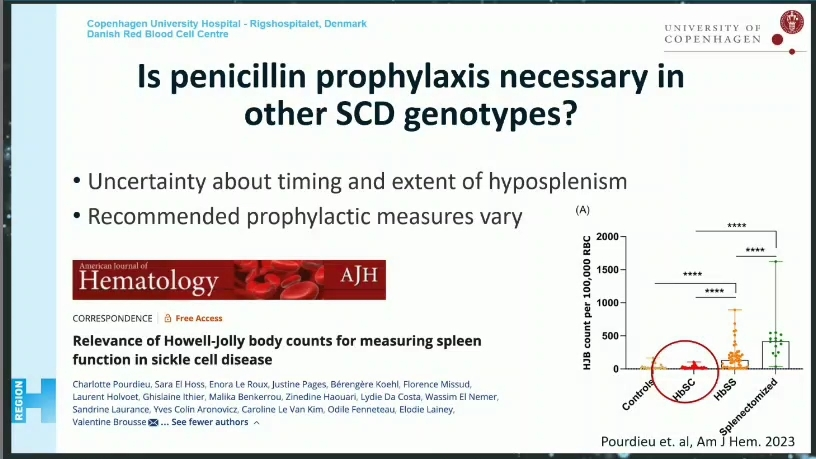 Copenhagen University Hospital - Rigshospitalet, Denmark
Danish Red Blood Cell Centre
UNIVERSITY OF
COPENHAGEN
Is penicillin prophylaxis necessary in
other SCD genotypes?
• Uncertainty about timing and extent of hyposplenism
• Recommended prophylactic measures vary
American Journal of
Hematology
AJH
CORRESPONDENCE
Free Access
Relevance of Howell-Jolly body counts for measuring spleen
function in sickle cell disease
Charlotte Pourdieu, Sara El Hoss, Enora Le Roux, Justine Pages, Bérengère Koehl, Florence Missud,
Laurent Holvoet, Ghislaine Ithier, Malika Benkerrou, Zinedine Haouari, Lydie Da Costa, Wassim El Nemer,
Sandrine Laurance, Yves Colin Aronovicz, Caroline Le Van Kim, Odile Fenneteau, Elodie Lainey,
Valentine Brousse ... See fewer authors
(A)
HJB count per 100,000 RBC
2000
1500
1000
500
0
****
****
****
****
Controls
HbSC
HbSS
Splenectomized
Pourdieu et. al, Am J Hem. 2023
REGION
H